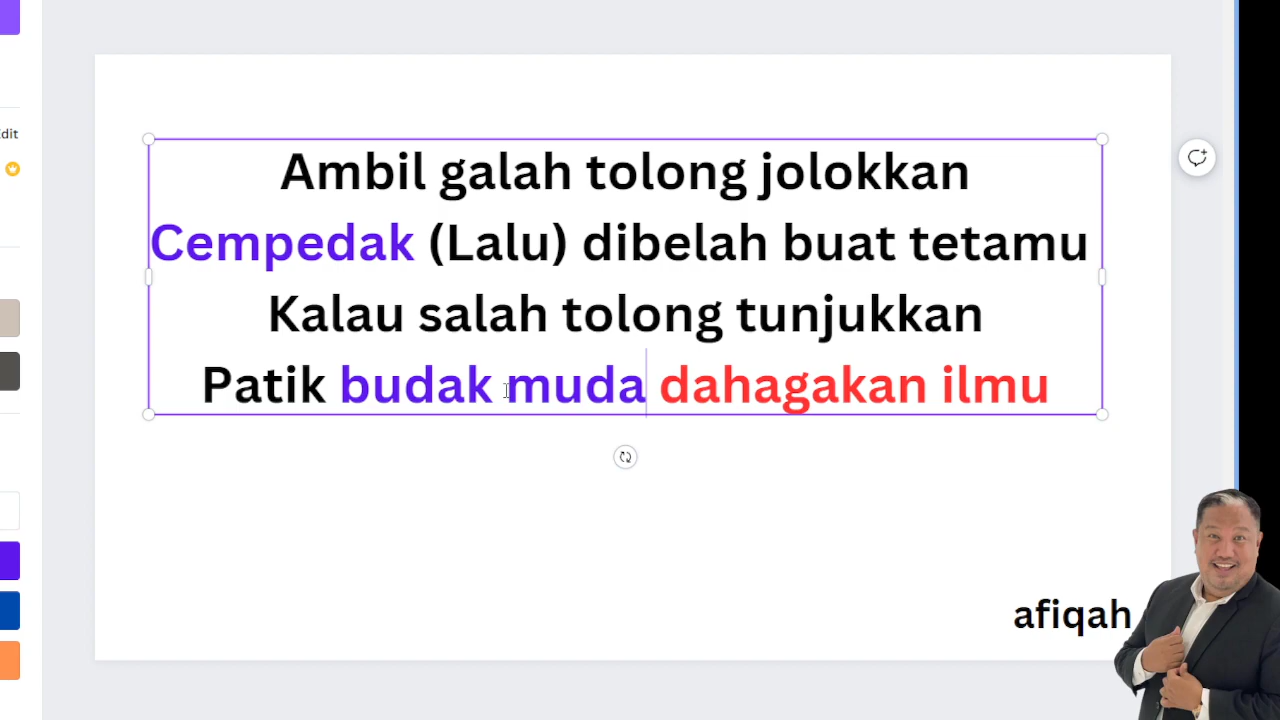 Edit
Ambil galah tolong jolokkan
Cempedak (Lalu) dibelah buat tetamu
Kalau salah tolong tunjukkan
Patik budak muda dahagakan ilmu
afiqah